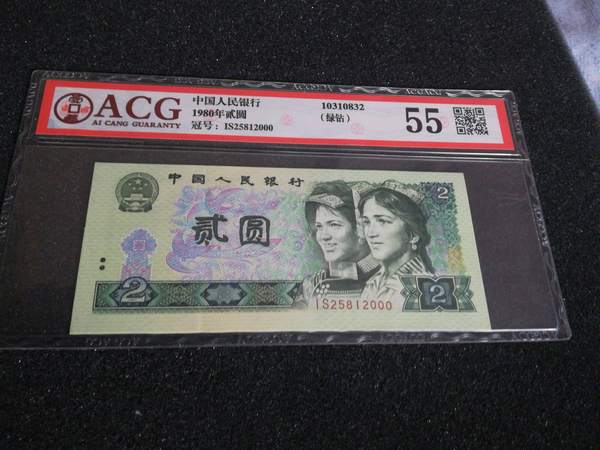 ACG
AI CANG GUARANTY
中国人民银行
1980年贰圆
冠号：IS25812000
10310832
（绿钻）
55
中国人民银行
2
贰圆
2
IS25812000
2